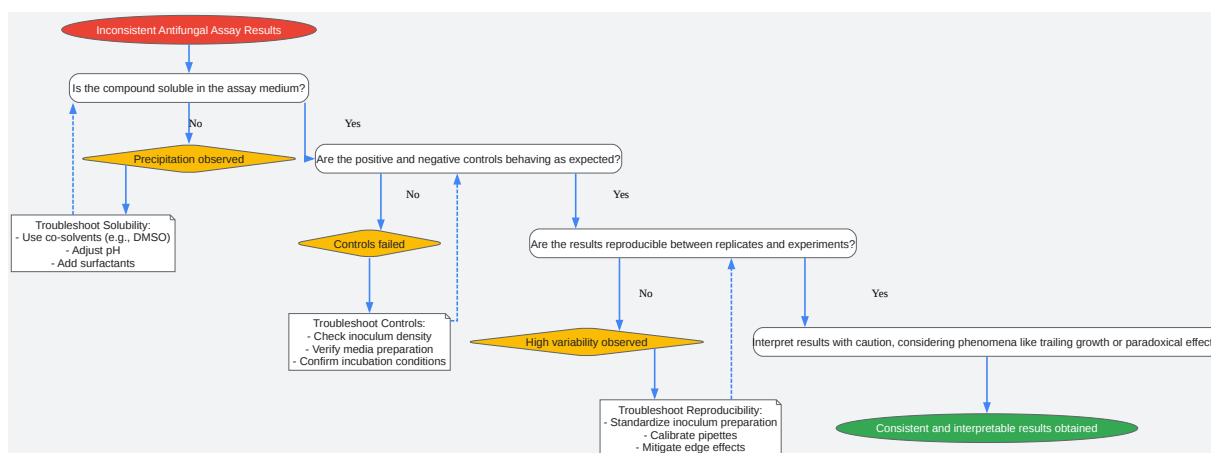 Inconsistent Antifungal Assay Results
Is the compound soluble in the assay medium?
No
Yes
Precipitation observed
Are the positive and negative controls behaving as expected?
No
Yes
Troubleshoot Solubility:
- Use co-solvents (e.g., DMSO)
- Adjust pH
- Add surfactants
Controls failed
Are the results reproducible between replicates and experiments?
No
Yes
Troubleshoot Controls:
- Check inoculum density
- Verify media preparation
- Confirm incubation conditions
High variability observed
Interpret results with caution, considering phenomena like trailing growth or paradoxical effect
Troubleshoot Reproducibility:
- Standardize inoculum preparation
- Calibrate pipettes
- Mitigate edge effects
Consistent and interpretable results obtained